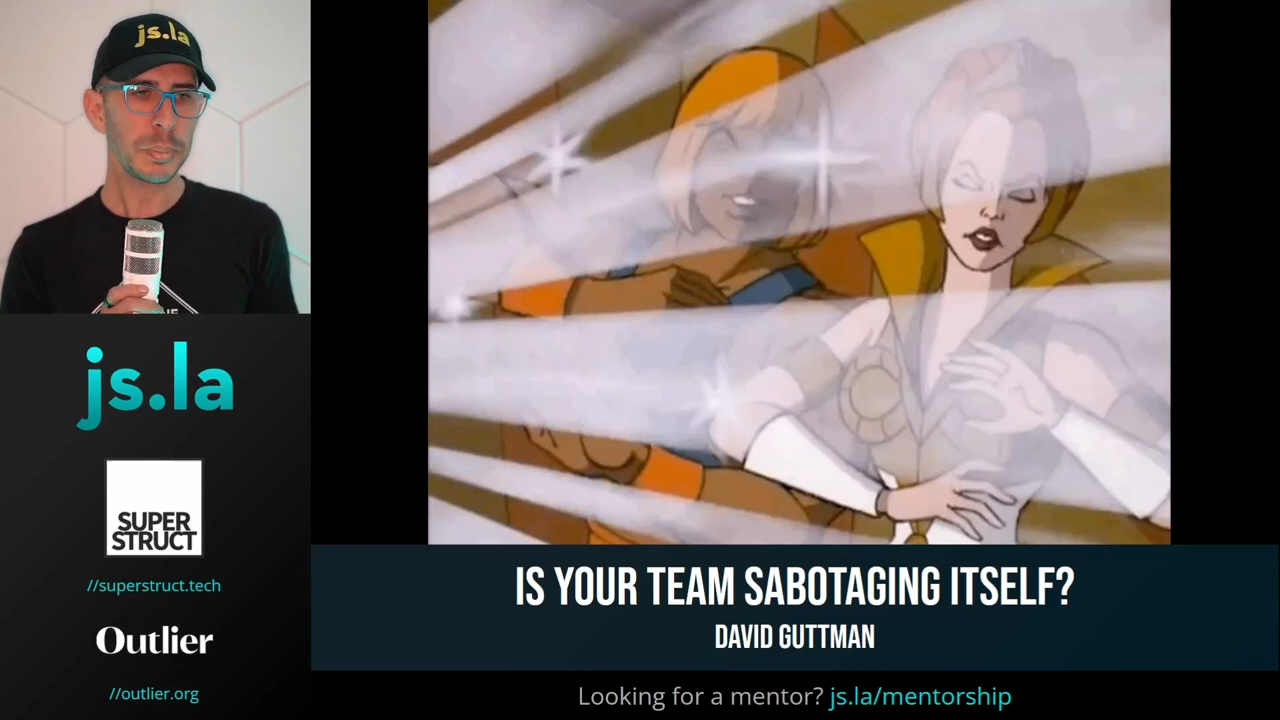 js.la
js.la
SUPER
STRUCT
//superstruct.tech
Outlier
//outlier.org
IS YOUR TEAM SABOTAGING ITSELF?
DAVID GUTTMAN
Looking for a mentor? js.la/mentorship